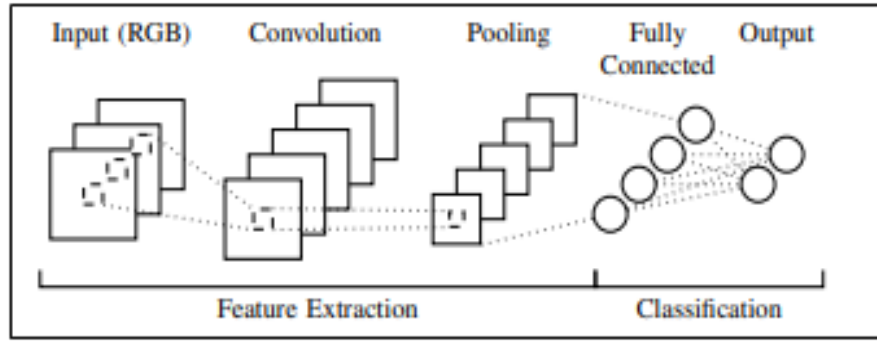 Input (RGB)
Convolution
Pooling
Fully
Connected
Output
Feature Extraction
Classification